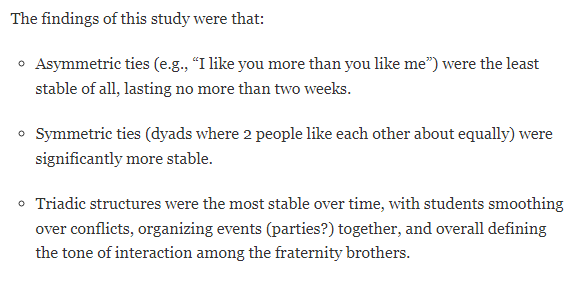 The findings of this study were that:
◦ Asymmetric ties (e.g., “I like you more than you like me”) were the least
stable of all, lasting no more than two weeks.
◦ Symmetric ties (dyads where 2 people like each other about equally) were
significantly more stable.
◦ Triadic structures were the most stable over time, with students smoothing
over conflicts, organizing events (parties?) together, and overall defining
the tone of interaction among the fraternity brothers.